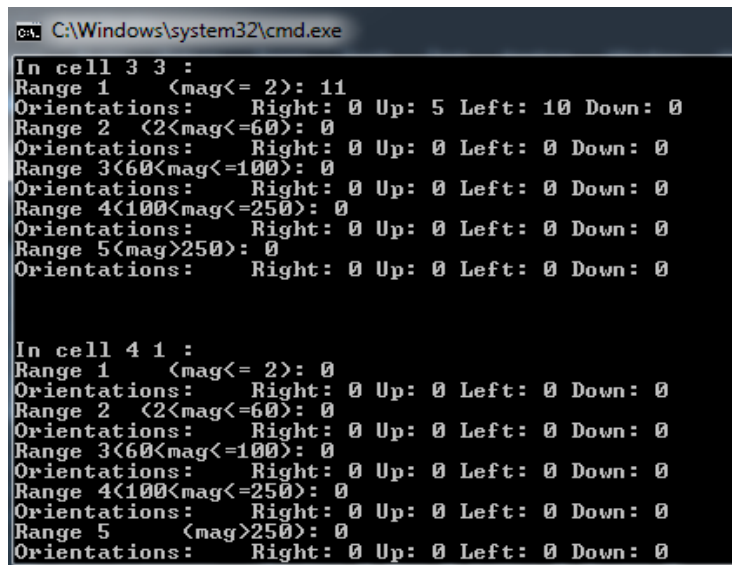 C:\Windows\system32\cmd.exe
In cell 3 3 :
Range 1     (mag<= 2): 11
Orientations:     Right: 0 Up: 5 Left: 10 Down: 0
Range 2  (2<mag<=60): 0
Orientations:     Right: 0 Up: 0 Left: 0 Down: 0
Range 3(60<mag<=100): 0
Orientations:     Right: 0 Up: 0 Left: 0 Down: 0
Range 4(100<mag<=250): 0
Orientations:     Right: 0 Up: 0 Left: 0 Down: 0
Range 5(mag>250): 0
Orientations:     Right: 0 Up: 0 Left: 0 Down: 0
In cell 4 1 :
Range 1     (mag<= 2): 0
Orientations:     Right: 0 Up: 0 Left: 0 Down: 0
Range 2  (2<mag<=60): 0
Orientations:     Right: 0 Up: 0 Left: 0 Down: 0
Range 3(60<mag<=100): 0
Orientations:     Right: 0 Up: 0 Left: 0 Down: 0
Range 4(100<mag<=250): 0
Orientations:     Right: 0 Up: 0 Left: 0 Down: 0
Range 5      (mag>250): 0
Orientations:     Right: 0 Up: 0 Left: 0 Down: 0